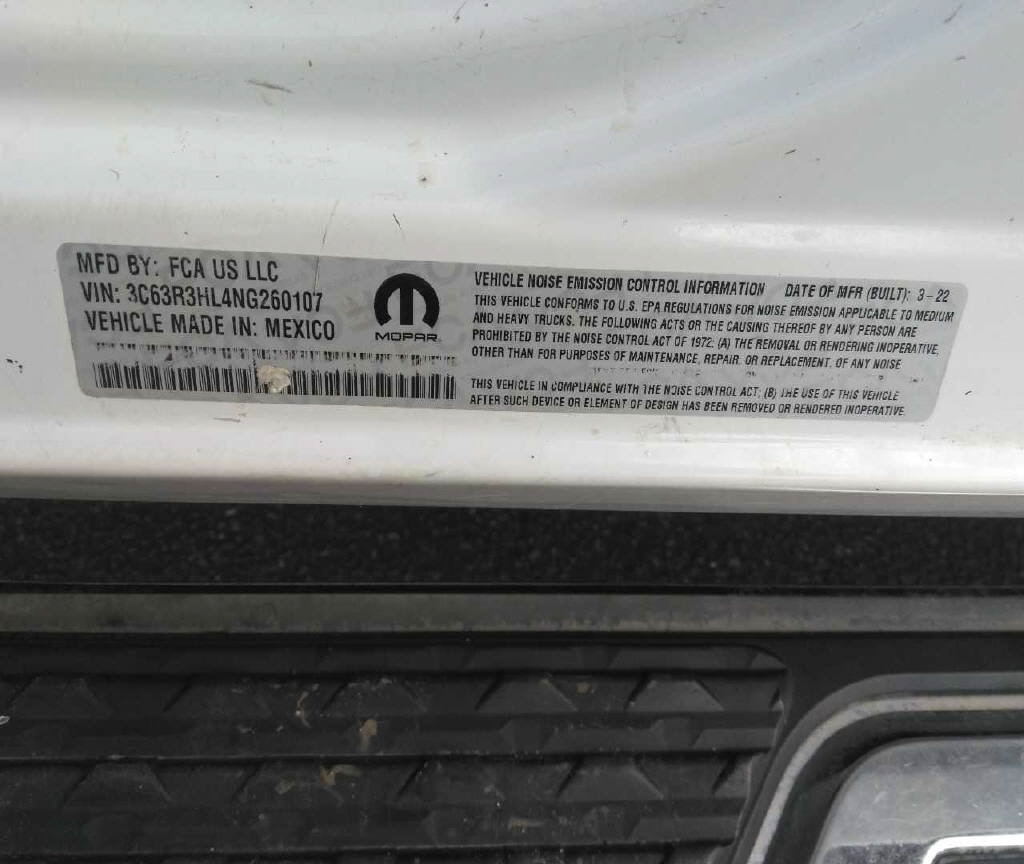 MFD BY: FCA US LLC
VIN: 3C63R3HL4NG260107
VEHICLE MADE IN: MEXICO
MOPAR
VEHICLE NOISE EMISSION CONTROL INFORMATION DATE OF MFR (BUILT): 3-22
THIS VEHICLE CONFORMS TO U.S. EPA REGULATIONS FOR NOISE EMISSION APPLICABLE TO MEDIUM
AND HEAVY TRUCKS. THE FOLLOWING ACTS OR THE CAUSING THEREOF BY ANY PERSON ARE
PROHIBITED BY THE NOISE CONTROL ACT OF 1972: (A) THE REMOVAL OR RENDERING INOPERATIVE,
OTHER THAN FOR PURPOSES OF MAINTENANCE, REPAIR, OR REPLACEMENT, OF ANY NOISE
THIS VEHICLE IN COMPLIANCE WITH THE NOISE CONTROL ACT; (B) THE USE OF THIS VEHICLE
AFTER SUCH DEVICE OR ELEMENT OF DESIGN HAS BEEN REMOVED OR RENDERED INOPERATIVE.